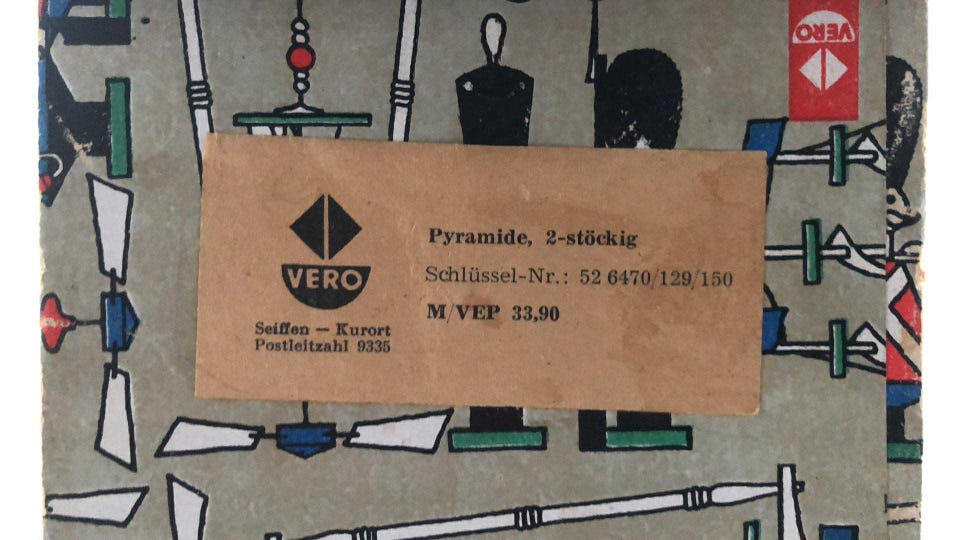 VERO
Pyramide, 2-stöckig
Schlüssel-Nr.: 52 6470/129/150
M/VEP 33,90
VERO
Seiffen — Kurort
Postleitzahl 9335